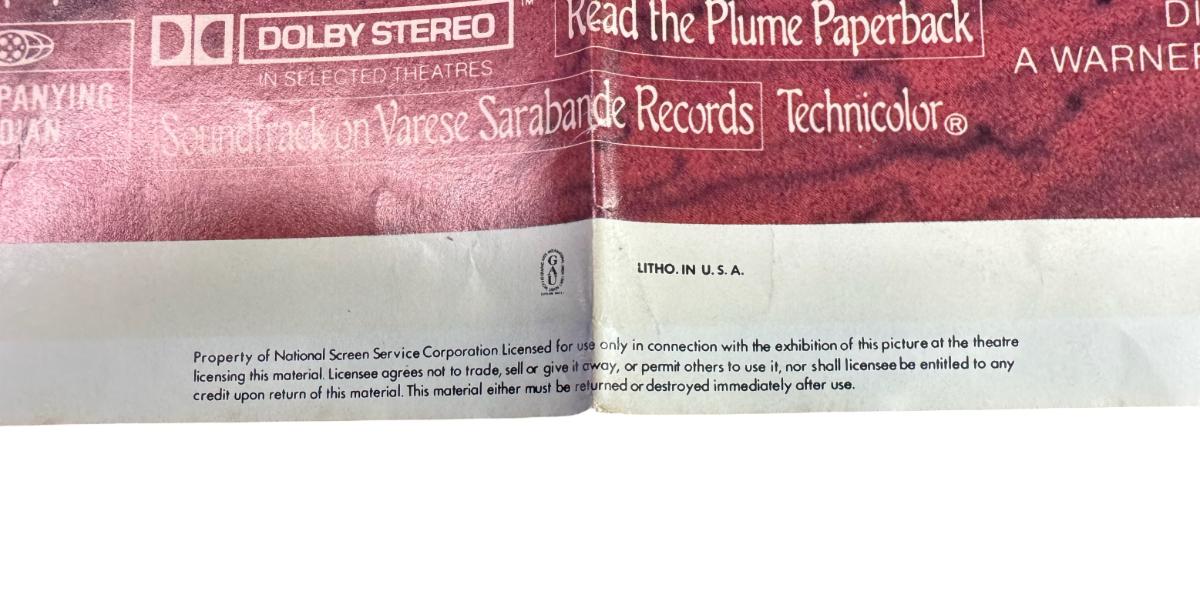 PANYING
DIAN
DOLBY STEREO ™
IN SELECTED THEATRES
Read the Plume Paperback
A WARNER
SoundTrack on Varese Sarabande Records
Technicolor®
GAU
LITHO. IN U. S. A.
Property of National Screen Service Corporation Licensed for use only in connection with the exhibition of this picture at the theatre
licensing this material. Licensee agrees not to trade, sell or give it away, or permit others to use it, nor shall licensee be entitled to any
credit upon return of this material. This material either must be returned or destroyed immediately after use.